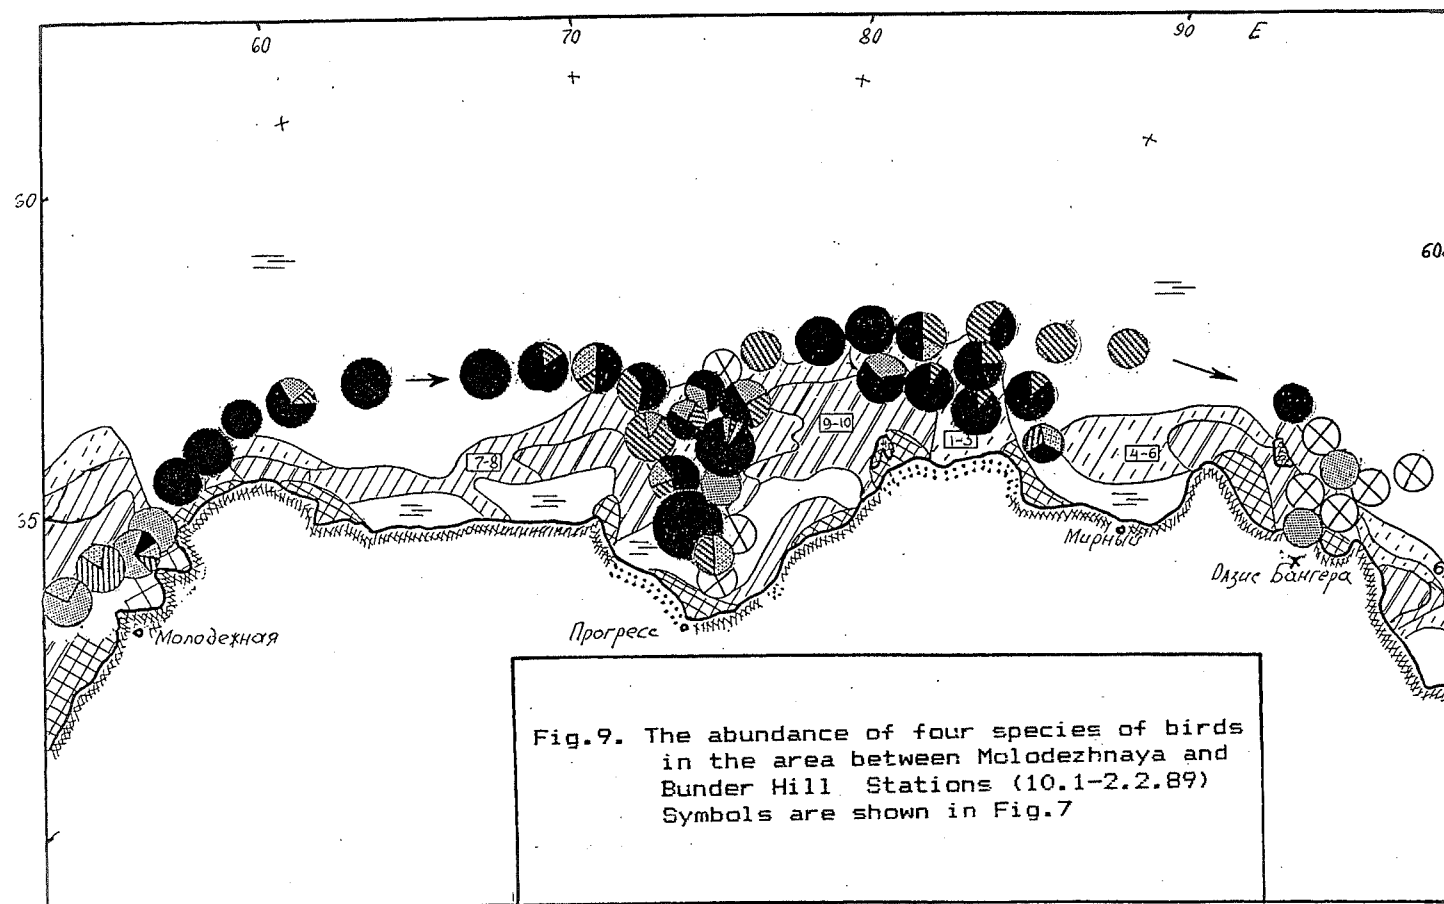 60 70 80 90 E
60
9-10
1-3
7-8
4-6
Мирный
Оазис Бангера
Молодежная
Прогресс
Fig.9. The abundance of four species of birds
in the area between Molodezhnaya and
Bunder Hill Stations (10.1-2.2.89)
Symbols are shown in Fig.7